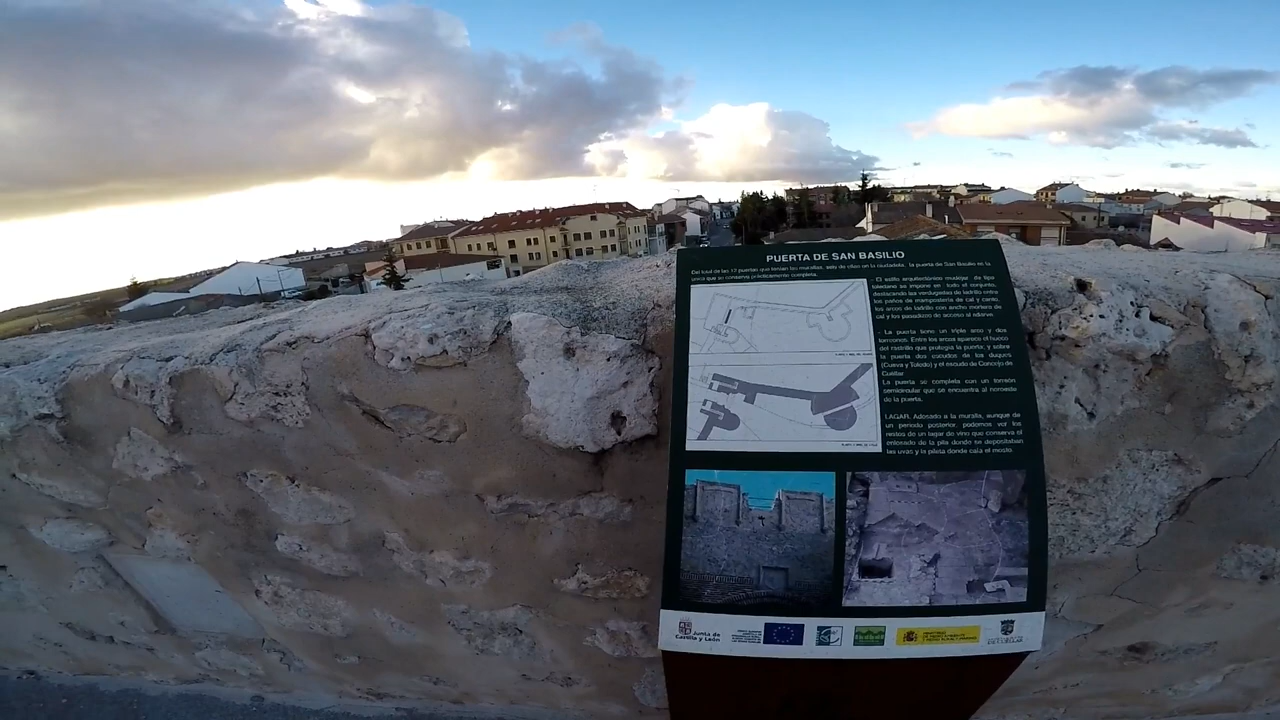 PUERTA DE SAN BASILIO
Del total de las 12 puertas que tenían las murallas, siete de ellas en la ciudadela, la puerta de San Basilio es la
única que se conserva prácticamente completa.
- El estilo arquitectónico mudéjar de tipo
toledano se impone en todo el conjunto,
destacando las verdugadas de ladrillo entre
los paños de mampostería de cal y canto,
los arcos de ladrillo con ancho mortero de
cal y los pasadizos de acceso al adarve.
- La puerta tiene un triple arco y dos
torreones. Entre los arcos aparece el hueco
del rastrillo que protegía la puerta; y sobre
la puerta dos escudos de los duques
(Cueva y Toledo) y el escudo de Concejo de
Cuéllar
La puerta se completa con un torreón
semicircular que se encuentra al noroeste
de la puerta.
LAGAR. Adosado a la muralla, aunque de
un periodo posterior, podemos ver los
restos de un lagar de vino que conserva el
enlosado de la pila donde se depositaban
las uvas y la pileta donde caía el mosto.
Junta de
Castilla y León